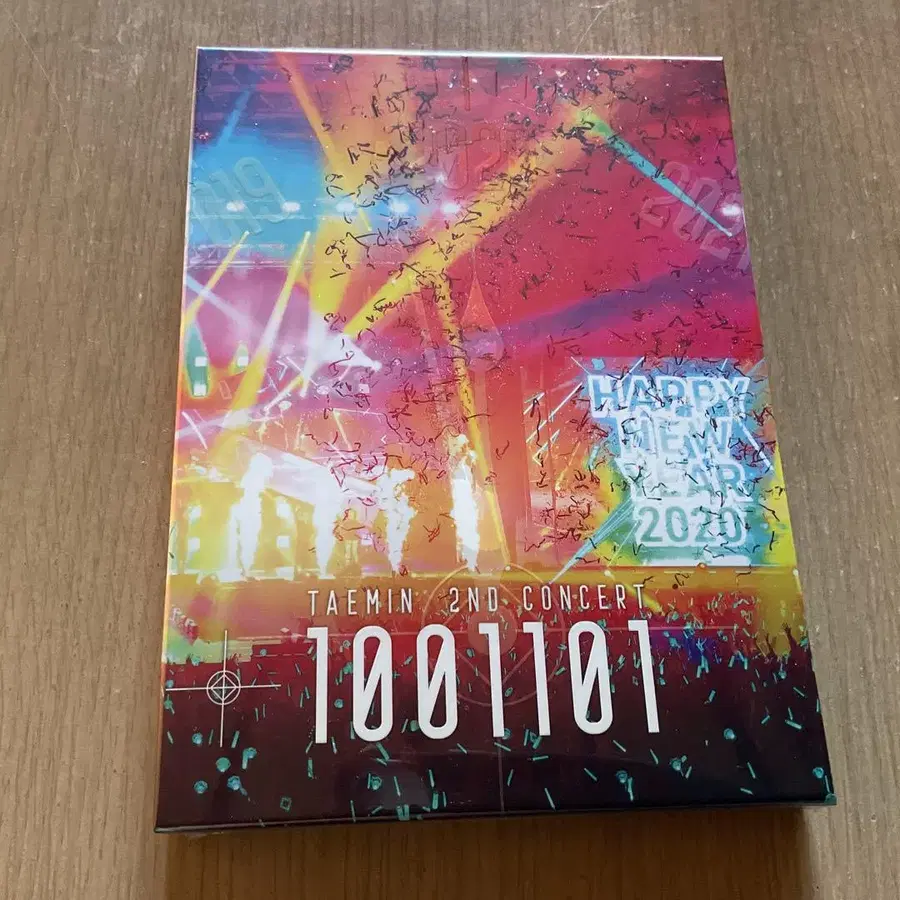 HAPPY
NEW
YEAR
2020
TAEMIN 2ND CONCERT
1001101